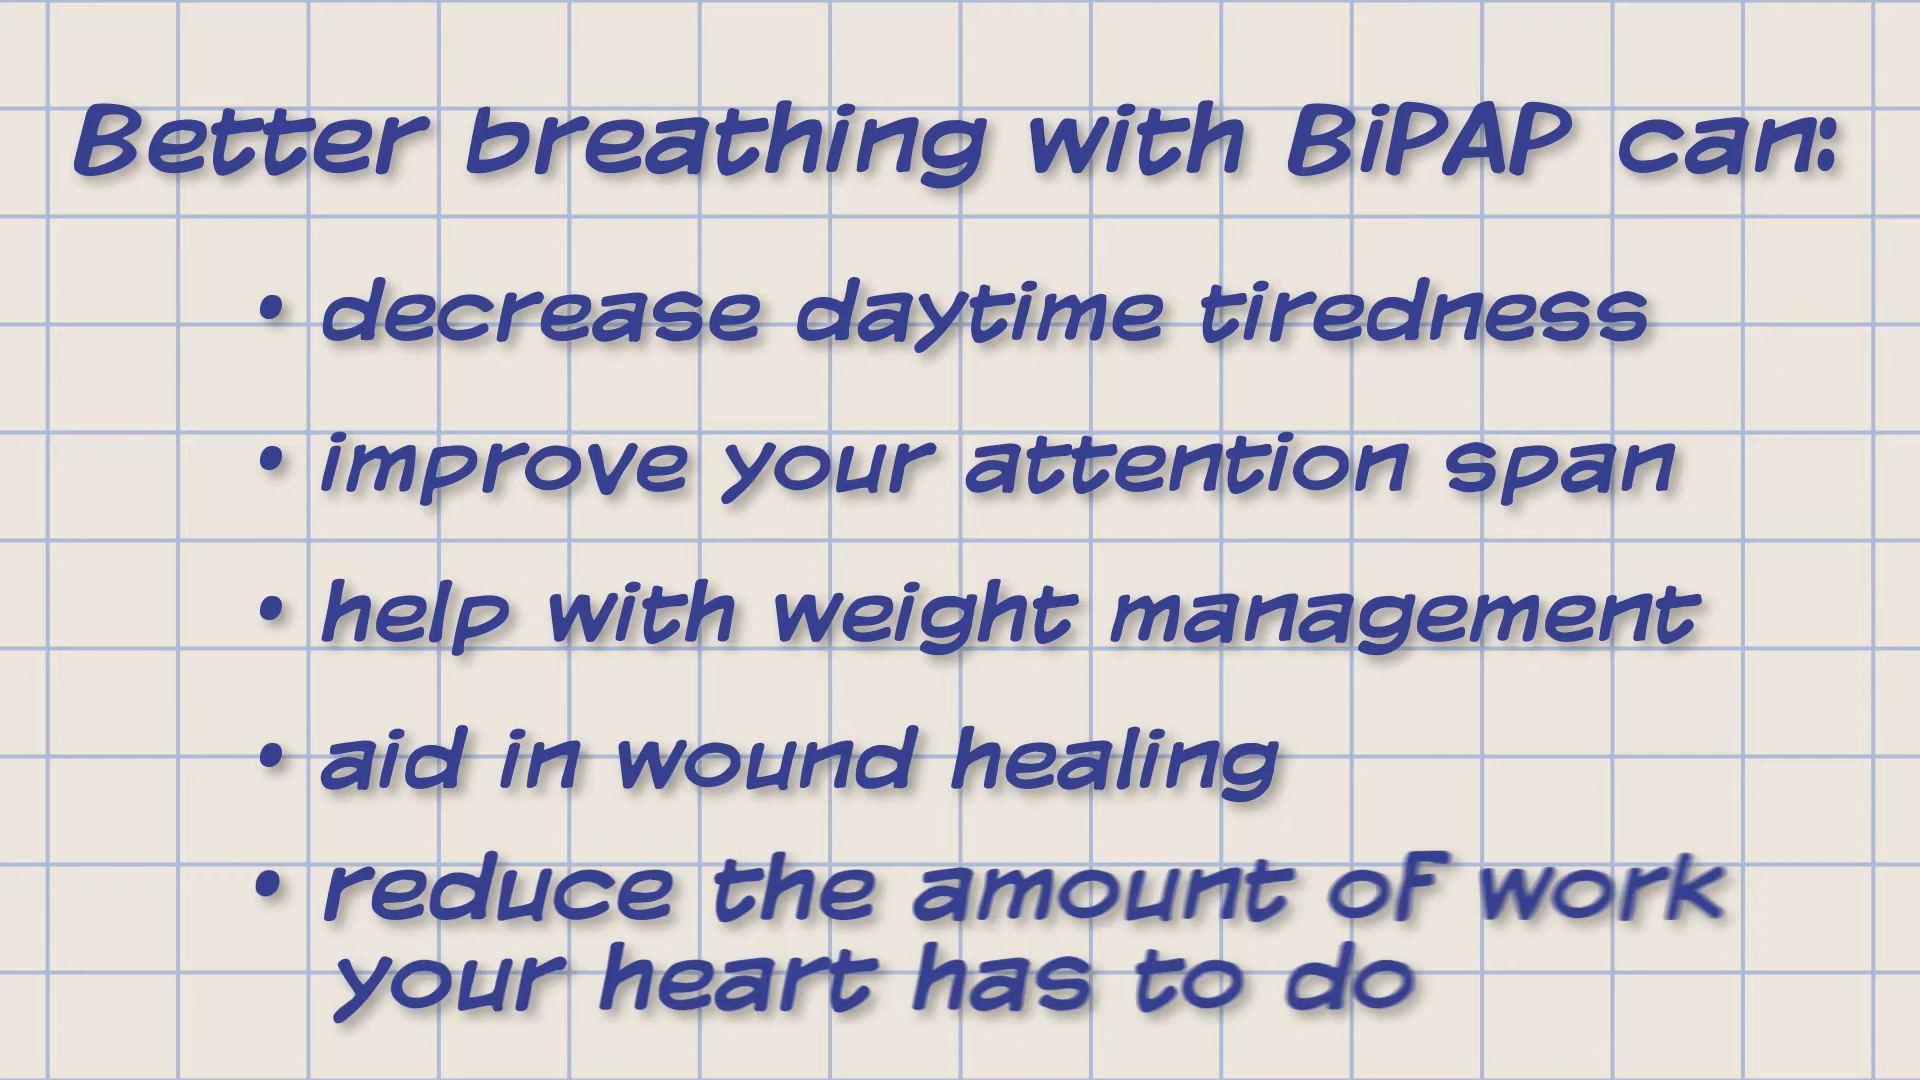 Better breathing with BiPAP can:
• decrease daytime tiredness
• improve your attention span
• help with weight management
• aid in wound healing
• reduce the amount of work
your heart has to do